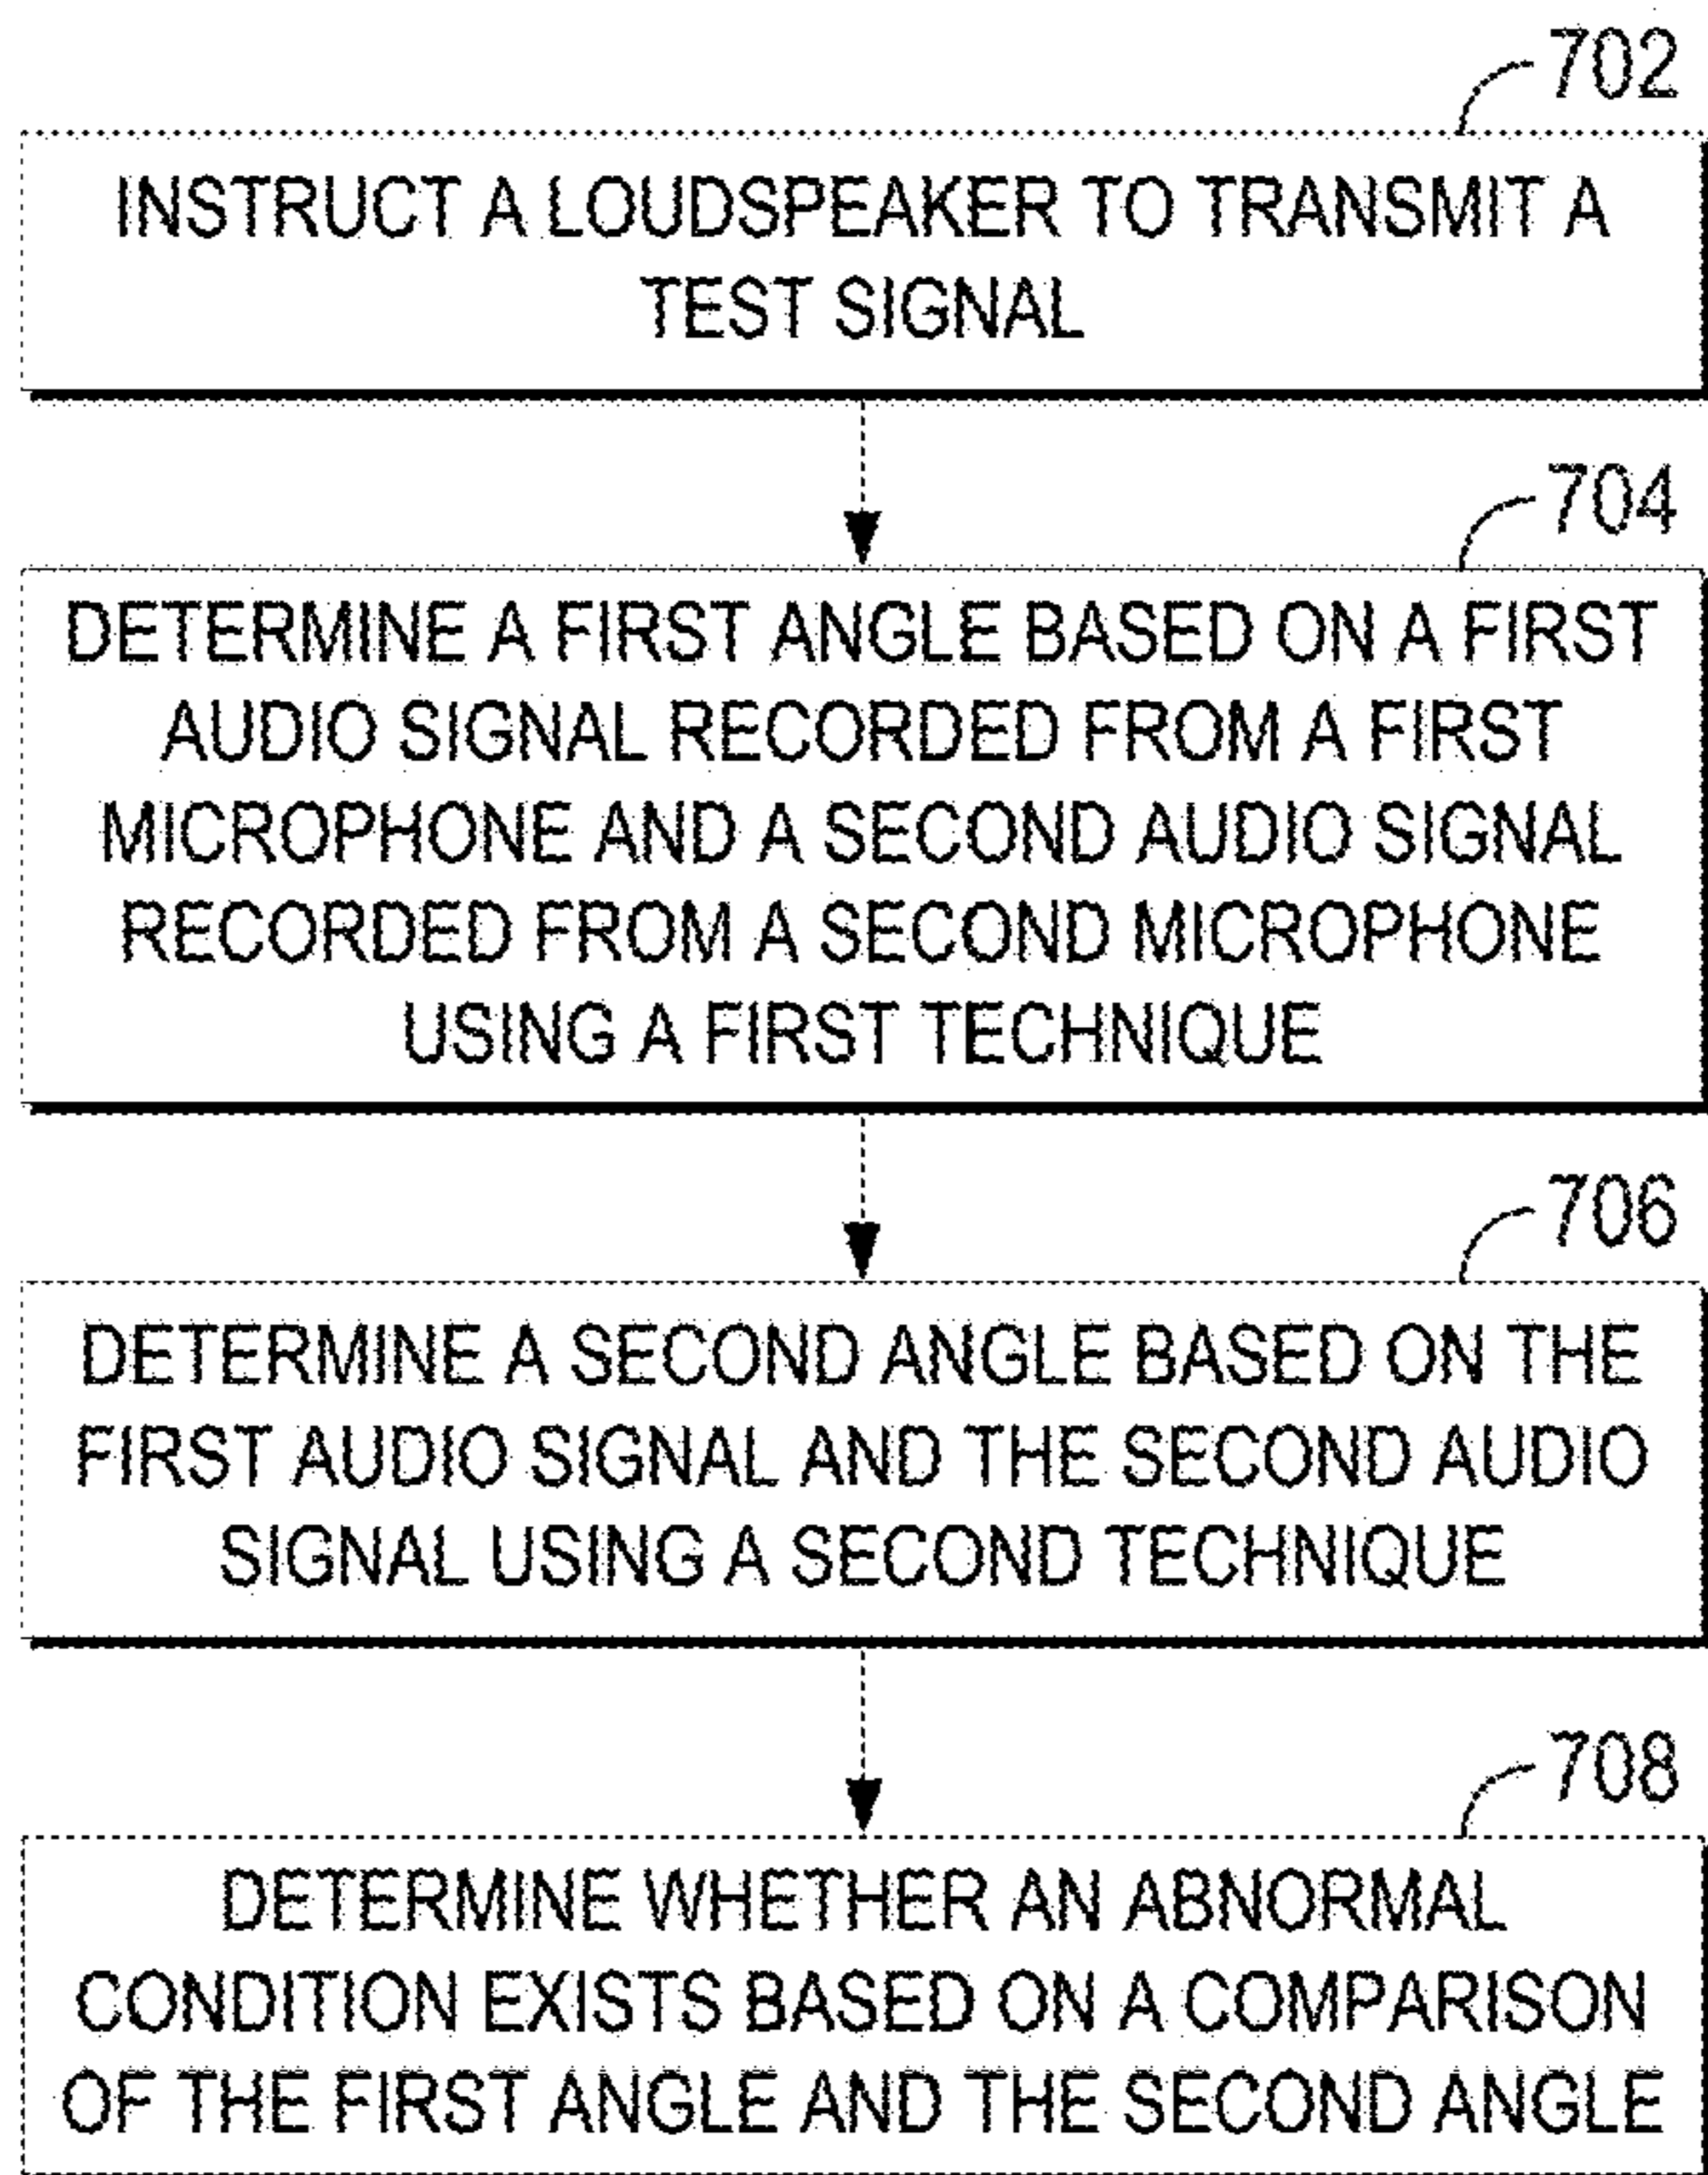 702
INSTRUCT A LOUDSPEAKER TO TRANSMIT A
TEST SIGNAL
704
DETERMINE A FIRST ANGLE BASED ON A FIRST
AUDIO SIGNAL RECORDED FROM A FIRST
MICROPHONE AND A SECOND AUDIO SIGNAL
RECORDED FROM A SECOND MICROPHONE
USING A FIRST TECHNIQUE
706
DETERMINE A SECOND ANGLE BASED ON THE
FIRST AUDIO SIGNAL AND THE SECOND AUDIO
SIGNAL USING A SECOND TECHNIQUE
708
DETERMINE WHETHER AN ABNORMAL
CONDITION EXISTS BASED ON A COMPARISON
OF THE FIRST ANGLE AND THE SECOND ANGLE